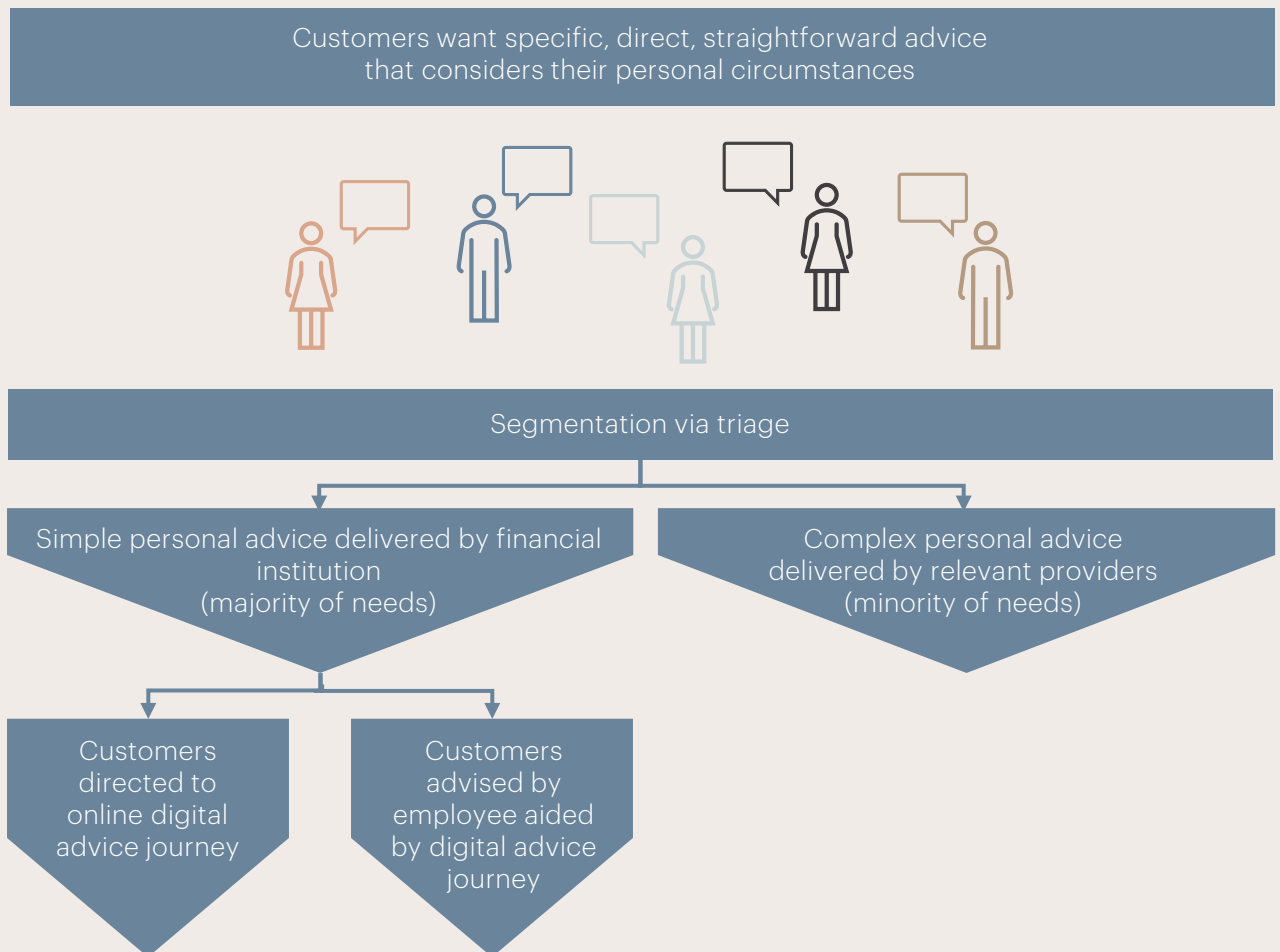 Customers want specific, direct, straightforward advice
that considers their personal circumstances
Segmentation via triage
Simple personal advice delivered by financial
institution
(majority of needs)
Complex personal advice
delivered by relevant providers
(minority of needs)
Customers
directed to
online digital
advice journey
Customers
advised by
employee aided
by digital advice
journey